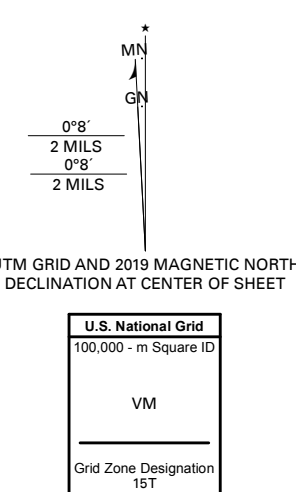 ★
MN
GN
0°8´
2 MILS
0°8´
2 MILS
UTM GRID AND 2019 MAGNETIC NORTH
DECLINATION AT CENTER OF SHEET
U.S. National Grid
100,000 - m Square ID
VM
Grid Zone Designation
15T